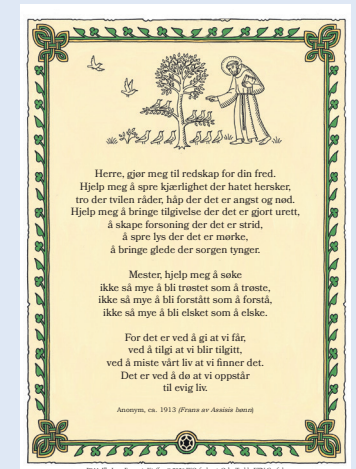 Herre, gjør meg til redskap for din fred.
Hjelp meg å spre kjærlighet der hatet hersker,
tro der tvilen råder, håp der det er angst og nød.
Hjelp meg å bringe tilgivelse der det er gjort urett,
å skape forsoning der det er strid,
å spre lys der det er mørke,
å bringe glede der sorgen tynger.
Mester, hjelp meg å søke
ikke så mye å bli trøstet som å trøste,
ikke så mye å bli forstått som å forstå,
ikke så mye å bli elsket som å elske.
For det er ved å gi at vi får,
ved å tilgi at vi blir tilgitt,
ved å miste vårt liv at vi finner det.
Det er ved å dø at vi oppstår
til evig liv.
Anonym, ca. 1913 (Frans av Assisis bønn)